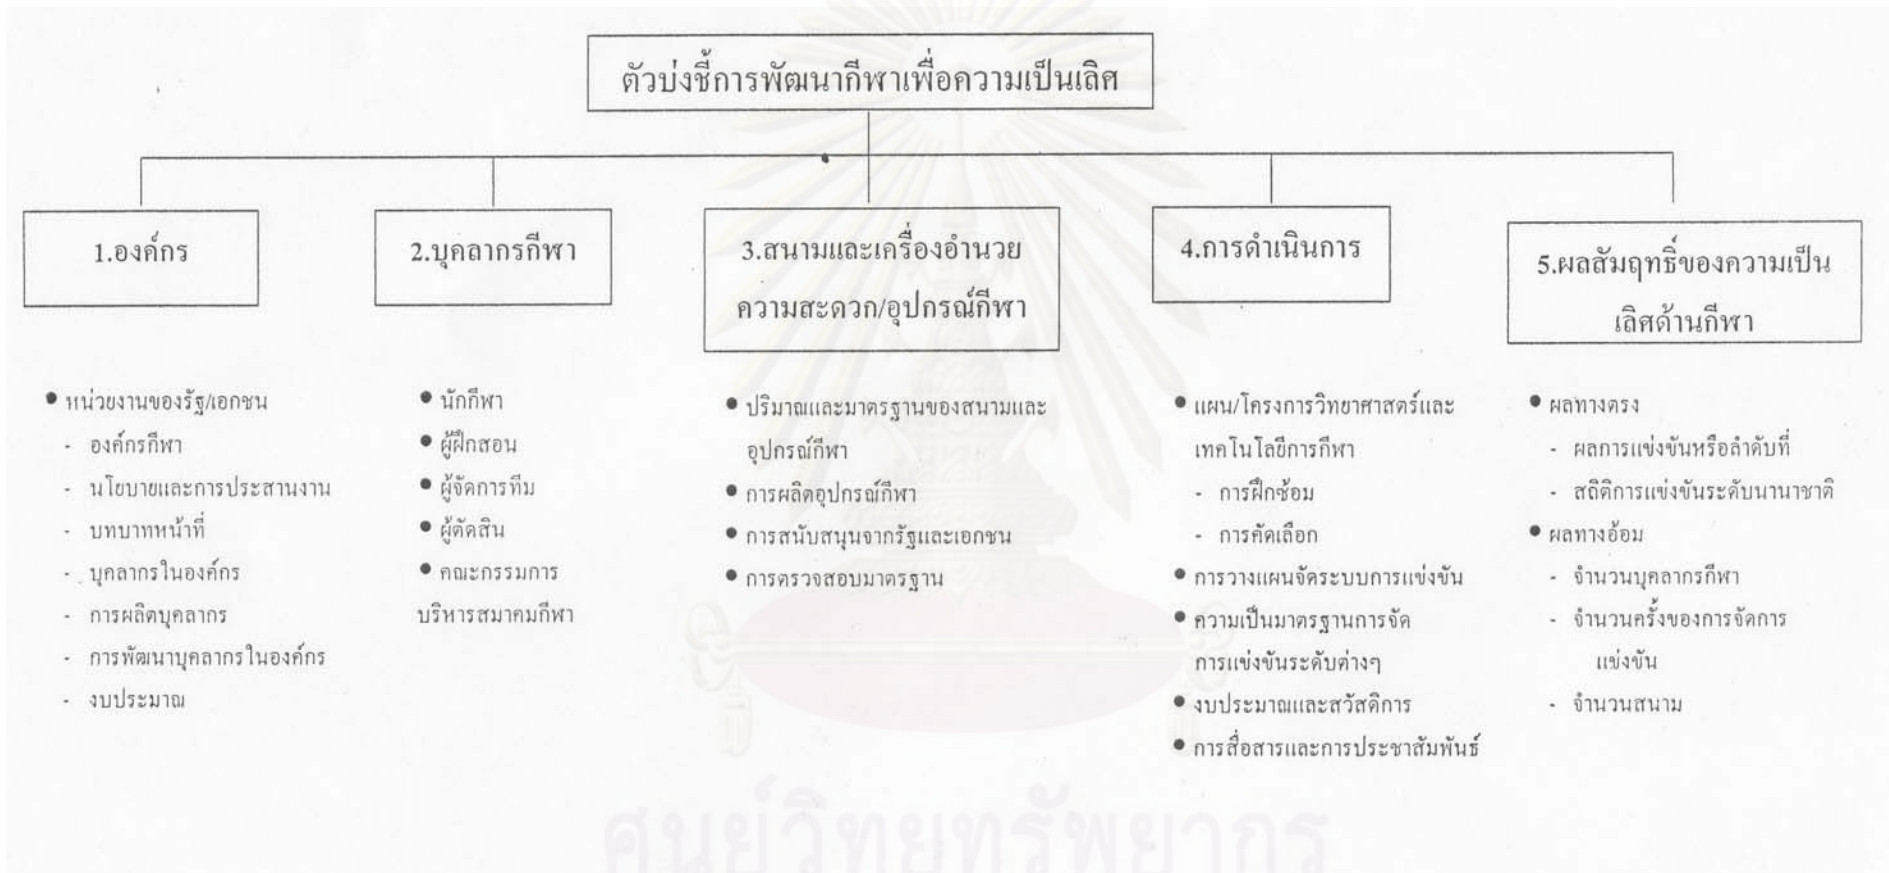 ตัวบ่งชี้การพัฒนากีฬาเพื่อความเป็นเลิศ
1.องค์กร
● หน่วยงานของรัฐ/เอกชน
- องค์กรกีฬา
- นโยบายและการประสานงาน
- บทบาทหน้าที่
- บุคลากรในองค์กร
- การผลิตบุคลากร
- การพัฒนาบุคลากรในองค์กร
- งบประมาณ
2.บุคลากรกีฬา
● นักกีฬา
● ผู้ฝึกสอน
● ผู้จัดการทีม
● ผู้ตัดสิน
● คณะกรรมการ
บริหารสมาคมกีฬา
3.สนามและเครื่องอำนวย
ความสะดวก/อุปกรณ์กีฬา
● ปริมาณและมาตรฐานของสนามและ
อุปกรณ์กีฬา
● การผลิตอุปกรณ์กีฬา
● การสนับสนุนจากรัฐและเอกชน
● การตรวจสอบมาตรฐาน
4.การดำเนินการ
● แผน/โครงการวิทยาศาสตร์และ
เทคโนโลยีการกีฬา
- การฝึกซ้อม
- การคัดเลือก
● การวางแผนจัดระบบการแข่งขัน
● ความเป็นมาตรฐานการจัด
การแข่งขันระดับต่างๆ
● งบประมาณและสวัสดิการ
● การสื่อสารและการประชาสัมพันธ์
5.ผลสัมฤทธิ์ของความเป็น
เลิศด้านกีฬา
● ผลทางตรง
- ผลการแข่งขันหรือลำดับที่
- สถิติการแข่งขันระดับนานาชาติ
● ผลทางอ้อม
- จำนวนบุคลากรกีฬา
- จำนวนครั้งของการจัดการ
แข่งขัน
- จำนวนสนาม
ศูนย์วิทยทรัพยากร